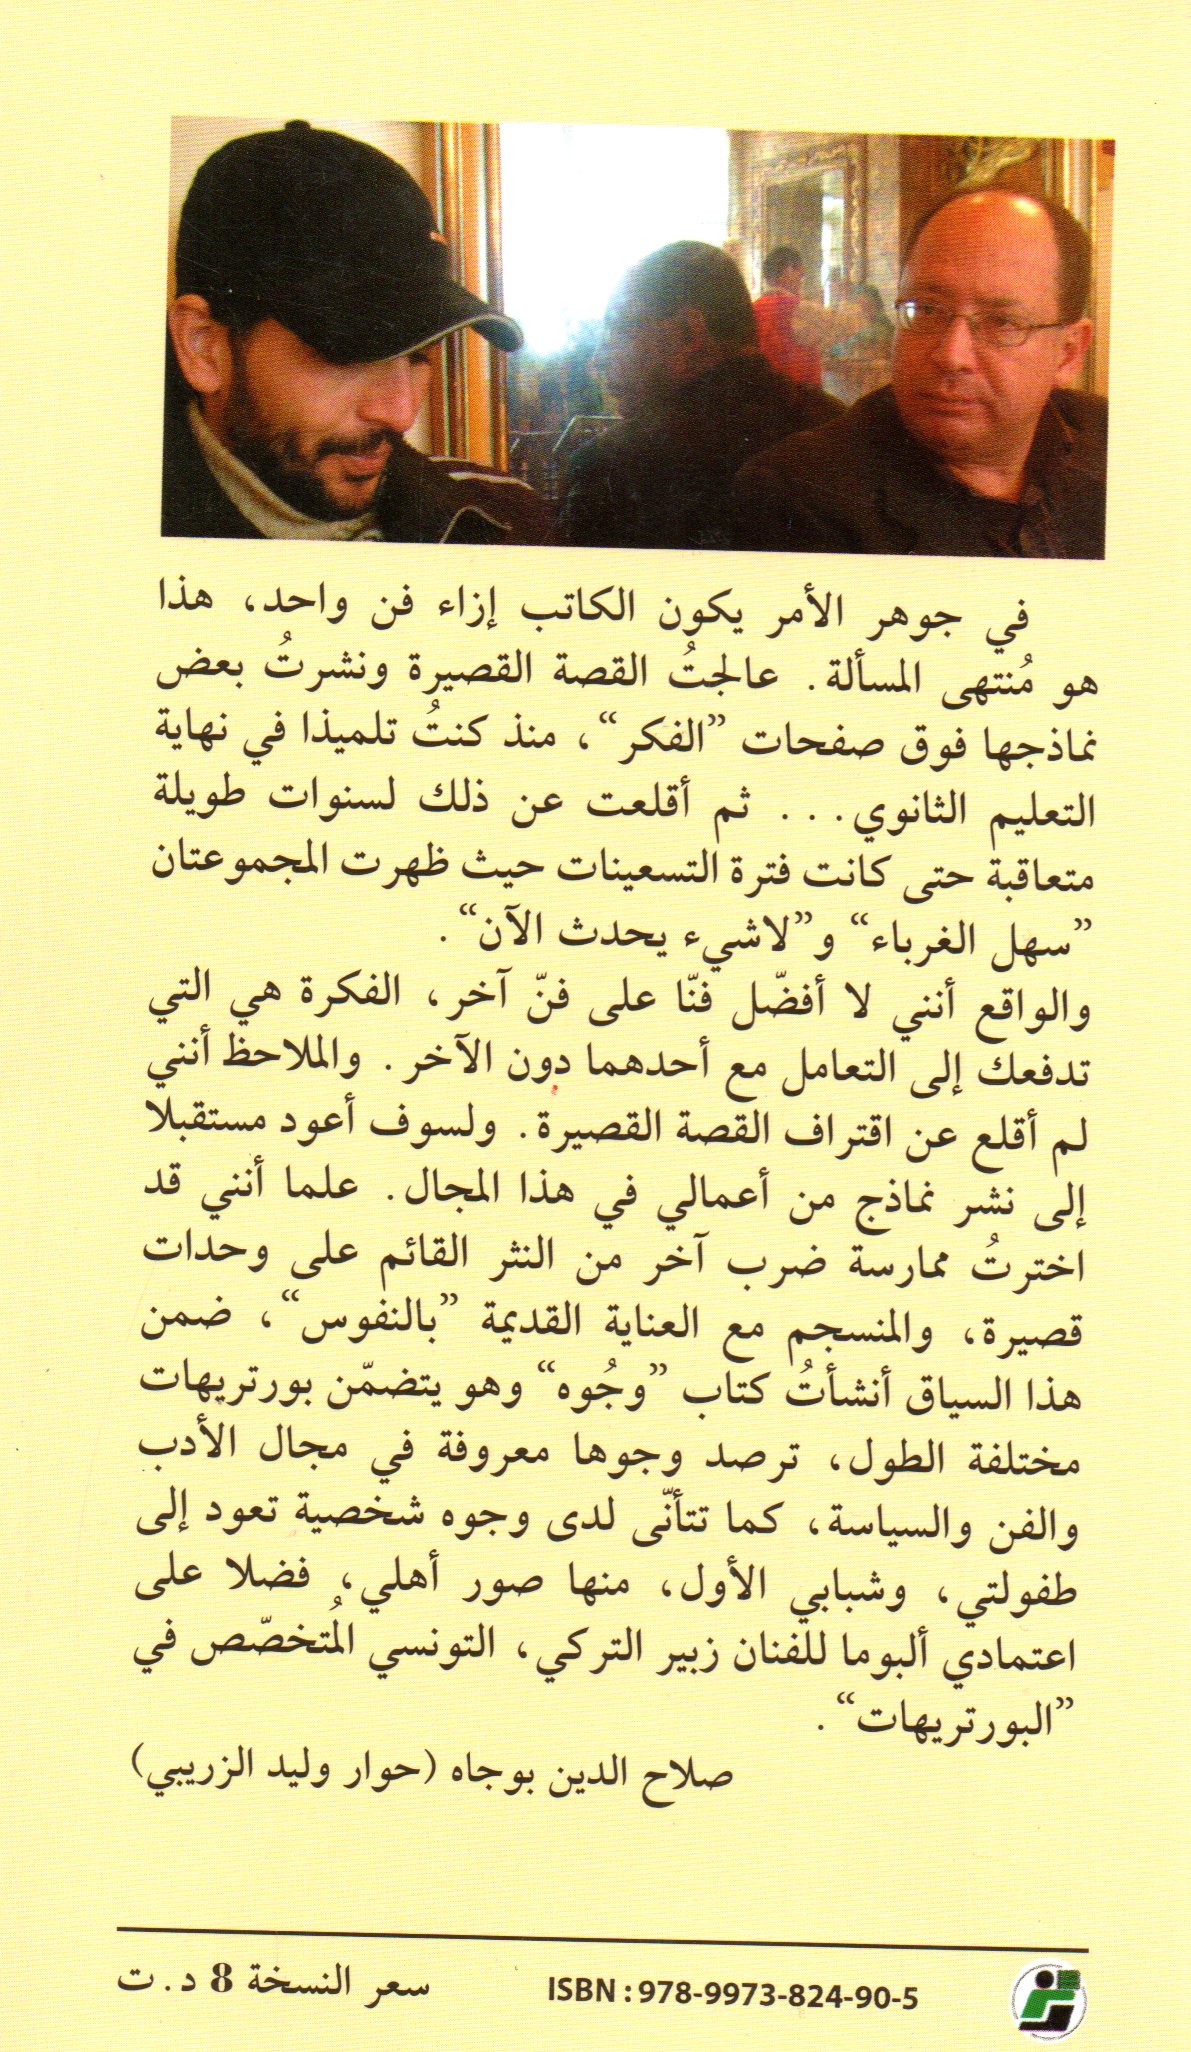 في جوهر الأمر يكون الكاتب إزاء فن واحد، هذا
هو مُنتهى المسألة. عالجتُ القصة القصيرة ونشرتُ بعض
نماذجها فوق صفحات ”الفكر“، منذ كنتُ تلميذا في نهاية
التعليم الثانوي... ثم أقلعت عن ذلك لسنوات طويلة
متعاقبة حتى كانت فترة التسعينات حيث ظهرت المجموعتان
”سهل الغرباء“ و”لاشيء يحدث الآن“.
والواقع أنني لا أفضّل فنّا على فنّ آخر، الفكرة هي التي
تدفعك إلى التعامل مع أحدهما دون الآخر. والملاحظ أنني
لم أقلع عن اقتراف القصة القصيرة. ولسوف أعود مستقبلا
إلى نشر نماذج من أعمالي في هذا المجال. علما أنني قد
اخترتُ ممارسة ضرب آخر من النثر القائم على وحدات
قصيرة، والمنسجم مع العناية القديمة ”بالنفوس“، ضمن
هذا السياق أنشأتُ كتاب ”وجُوه“ وهو يتضمّن بورتريهات
مختلفة الطول، ترصد وجوها معروفة في مجال الأدب
والفن والسياسة، كما تتأنّى لدى وجوه شخصية تعود إلى
طفولتي، وشبابي الأول، منها صور أهلي، فضلا على
اعتمادي ألبوما للفنان زبير التركي، التونسي المُتخصّص في
”البورتريهات“.
صلاح الدين بوجاه (حوار وليد الزريبي)
ISBN : 978-9973-824-90-5
سعر النسخة 8 د.ت